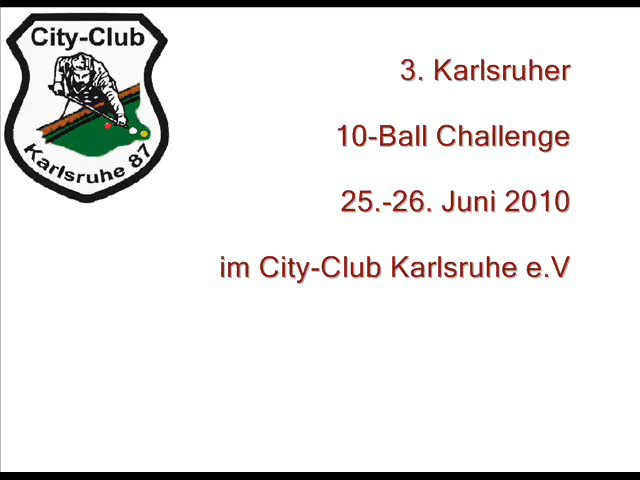 City-Club
Karlsruhe 87
3. Karlsruher
10-Ball Challenge
25.-26. Juni 2010
im City-Club Karlsruhe e.V